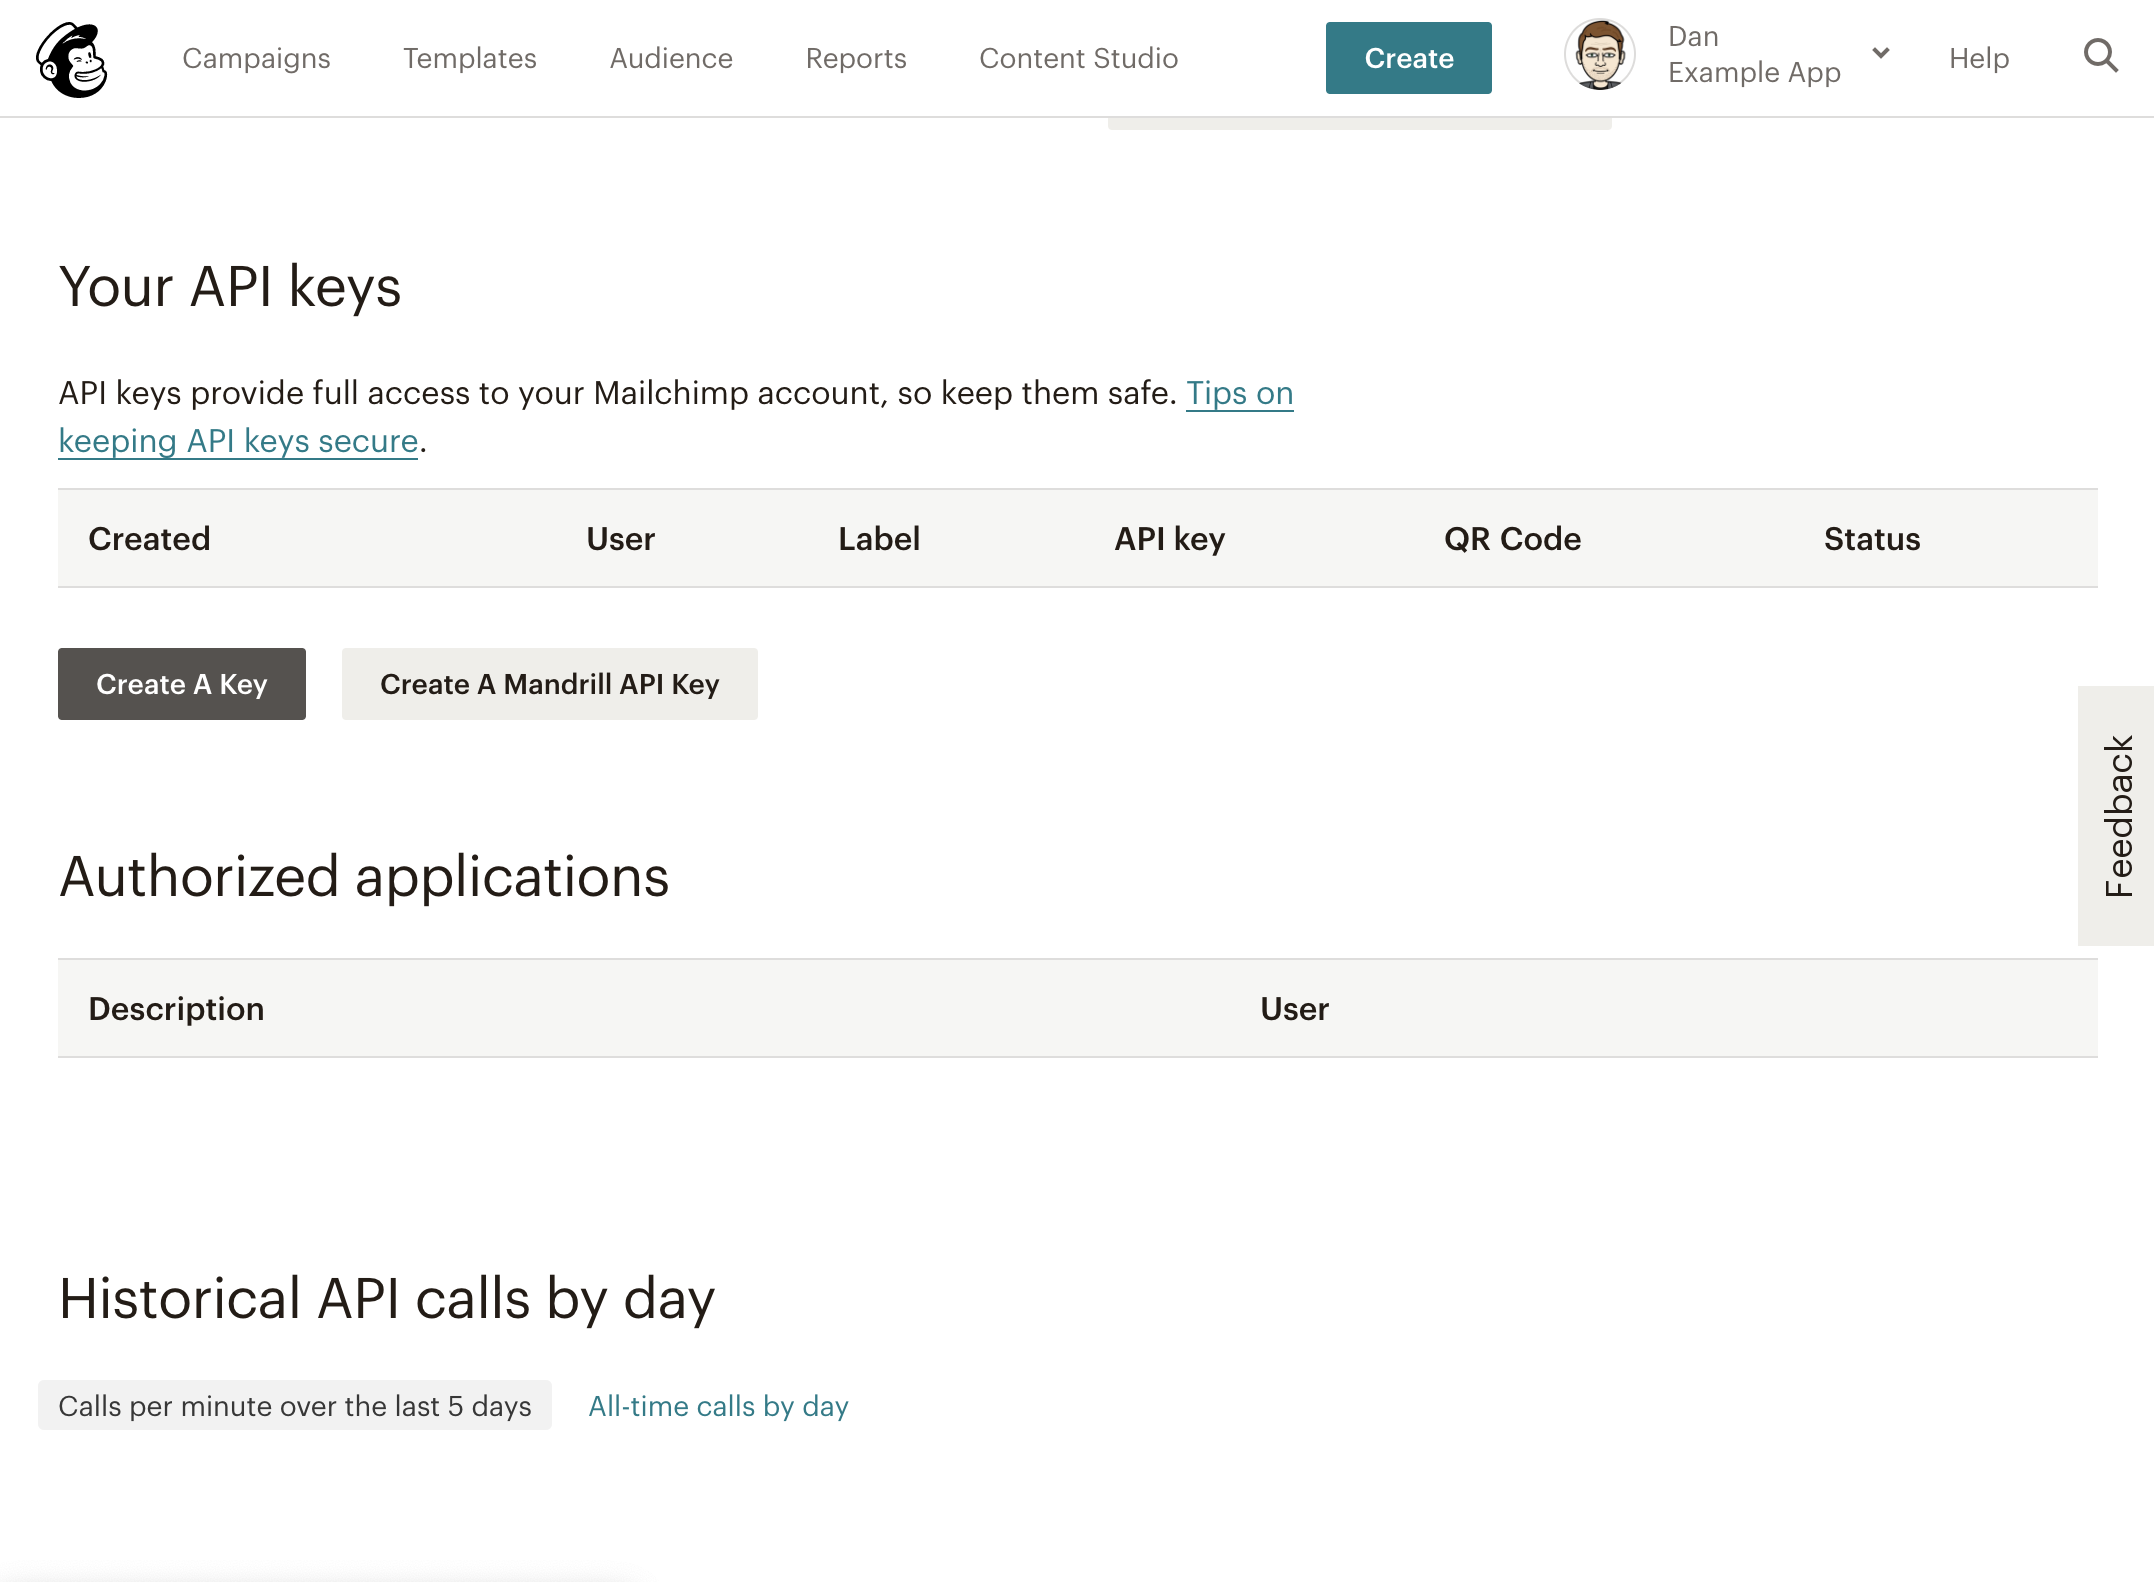 Campaigns Templates Audience Reports Content Studio Create Dan Help
Example App
Your API keys
API keys provide full access to your Mailchimp account, so keep them safe. Tips on
keeping API keys secure.
Created User Label API key QR Code Status
Create A Key Create A Mandrill API Key
Feedback
Authorized applications
Description User
Historical API calls by day
Calls per minute over the last 5 days All-time calls by day